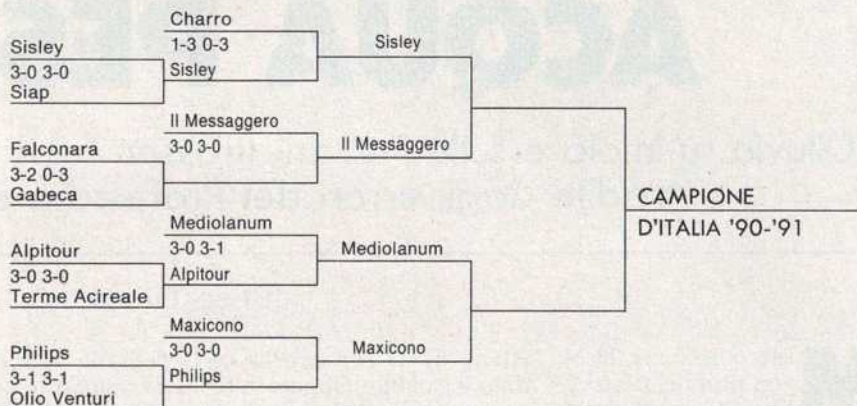 Sisley
3-0 3-0
Siap
Falconara
3-2 0-3
Gabeca
Alpitour
3-0 3-0
Terme Acireale
Philips
3-1 3-1
Olio Venturi
Charro
1-3 0-3
Sisley
Il Messaggero
3-0 3-0
Mediolanum
3-0 3-1
Alpitour
Maxicono
3-0 3-0
Philips
Sisley
Il Messaggero
Mediolanum
Maxicono
CAMPIONE
D'ITALIA '90-'91